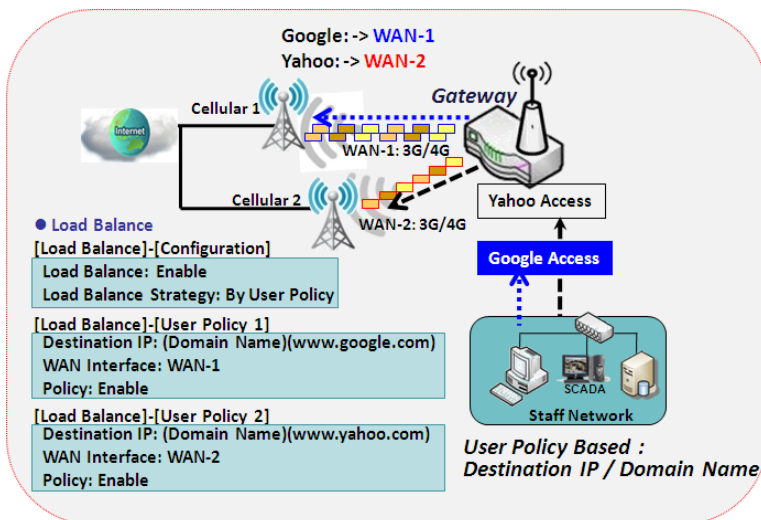 Google: -> WAN-1
Yahoo: -> WAN-2
Gateway
Cellular 1
Internet
WAN-1: 3G/4G
Cellular 2
WAN-2: 3G/4G
Yahoo Access
Google Access
● Load Balance
[Load Balance]-[Configuration]
Load Balance: Enable
Load Balance Strategy: By User Policy
[Load Balance]-[User Policy 1]
Destination IP: (Domain Name)(www.google.com)
WAN Interface: WAN-1
Policy: Enable
[Load Balance]-[User Policy 2]
Destination IP: (Domain Name)(www.yahoo.com)
WAN Interface: WAN-2
Policy: Enable
SCADA
Staff Network
User Policy Based :
Destination IP / Domain Name